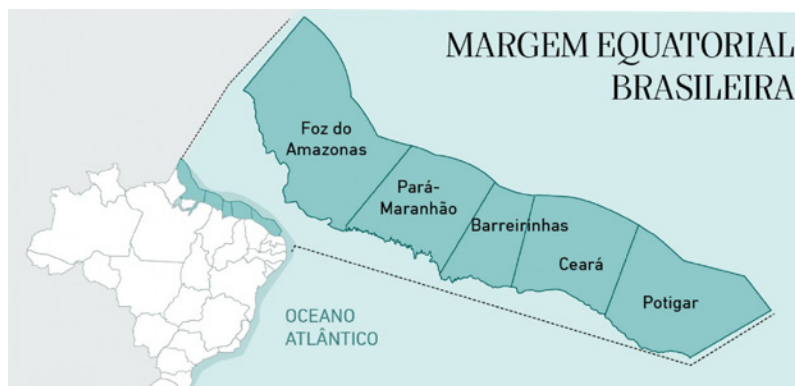 MARGEM EQUATORIAL
BRASILEIRA
Foz do
Amazonas
Pará-
Maranhão
Barreirinhas
Ceará
Potigar
OCEANO
ATLÂNTICO